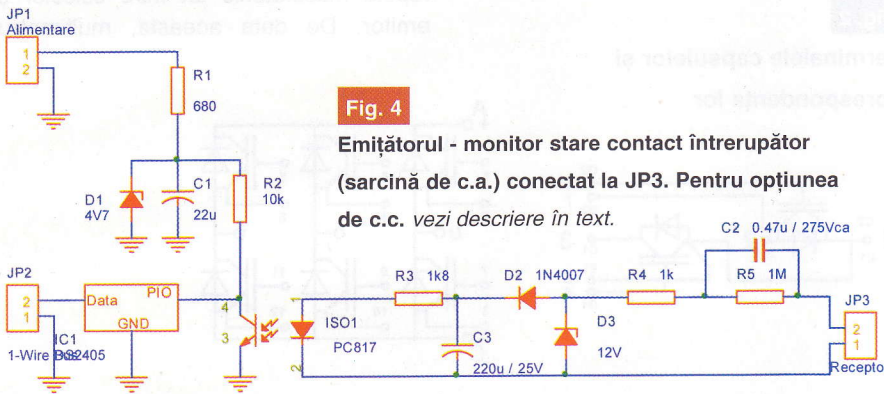 JP1
Alimentare
1
2
R1
680
Fig. 4
Emițătorul - monitor stare contact întrerupător
(sarcină de c.a.) conectat la JP3. Pentru opțiunea
de c.c. vezi descriere în text.
D1
4V7
C1
22u
R2
10k
C2 0.47u / 275Vca
JP2
2
1
Data
PIO
GND
IC1
DS2405
1-Wire Bus
4
3
1
2
ISO1
PC817
R3 1k8
D2 1N4007
R4 1k
R5 1M
C3
220u / 25V
D3
12V
JP3
2
1
Recepto